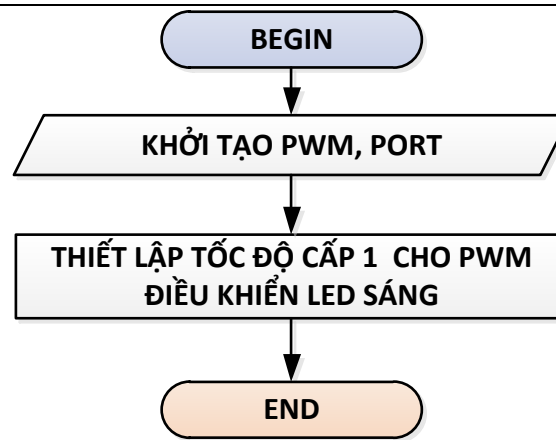 BEGIN
KHỞI TẠO PWM, PORT
THIẾT LẬP TỐC ĐỘ CẤP 1 CHO PWM
ĐIỀU KHIỂN LED SÁNG
END